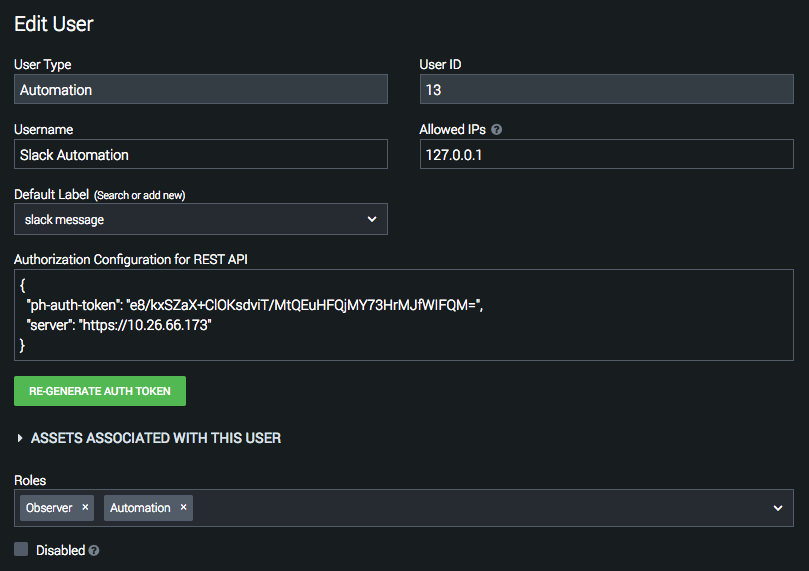 Edit User
User Type
User ID
Automation
13
Username
Allowed IPs ?
Slack Automation
127.0.0.1
Default Label (Search or add new)
slack message
Authorization Configuration for REST API
{
"ph-auth-token": "e8/kxSZaX+ClOKsdviT/MtQEuHFQjMY73HrMJfWIFQM=",
"server": "https://10.26.66.173"
}
RE-GENERATE AUTH TOKEN
ASSETS ASSOCIATED WITH THIS USER
Roles
Observer × Automation ×
Disabled ?